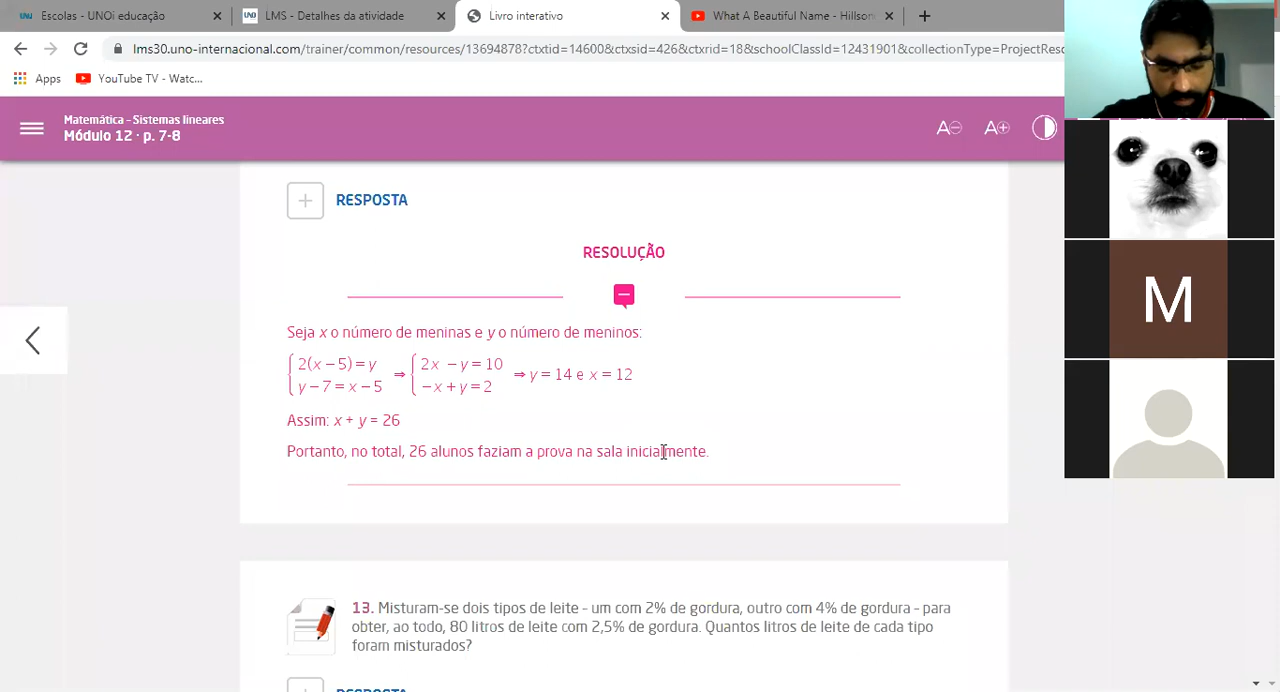 Escolas - UNOi educação
LMS - Detalhes da atividade
Livro interativo
What A Beautiful Name - Hillson
lms30.uno-internacional.com/trainer/common/resources/13694878?ctxtid=14600&ctxsid=426&ctxrid=18&schoolClassId=12431901&collectionType=ProjectReso
Apps
YouTube TV - Watc...
Matemática – Sistemas lineares
Módulo 12 · p. 7-8
A
A
RESPOSTA
RESOLUÇÃO
Seja x o número de meninas e y o número de meninos:
2(x – 5) = y ⇒ 2x – y = 10 ⇒ y = 14 e x = 12
y – 7 = x – 5 –x + y = 2
Assim: x + y = 26
Portanto, no total, 26 alunos faziam a prova na sala inicialmente.
13. Misturam-se dois tipos de leite – um com 2% de gordura, outro com 4% de gordura – para
obter, ao todo, 80 litros de leite com 2,5% de gordura. Quantos litros de leite de cada tipo
foram misturados?
RESPOSTA
M